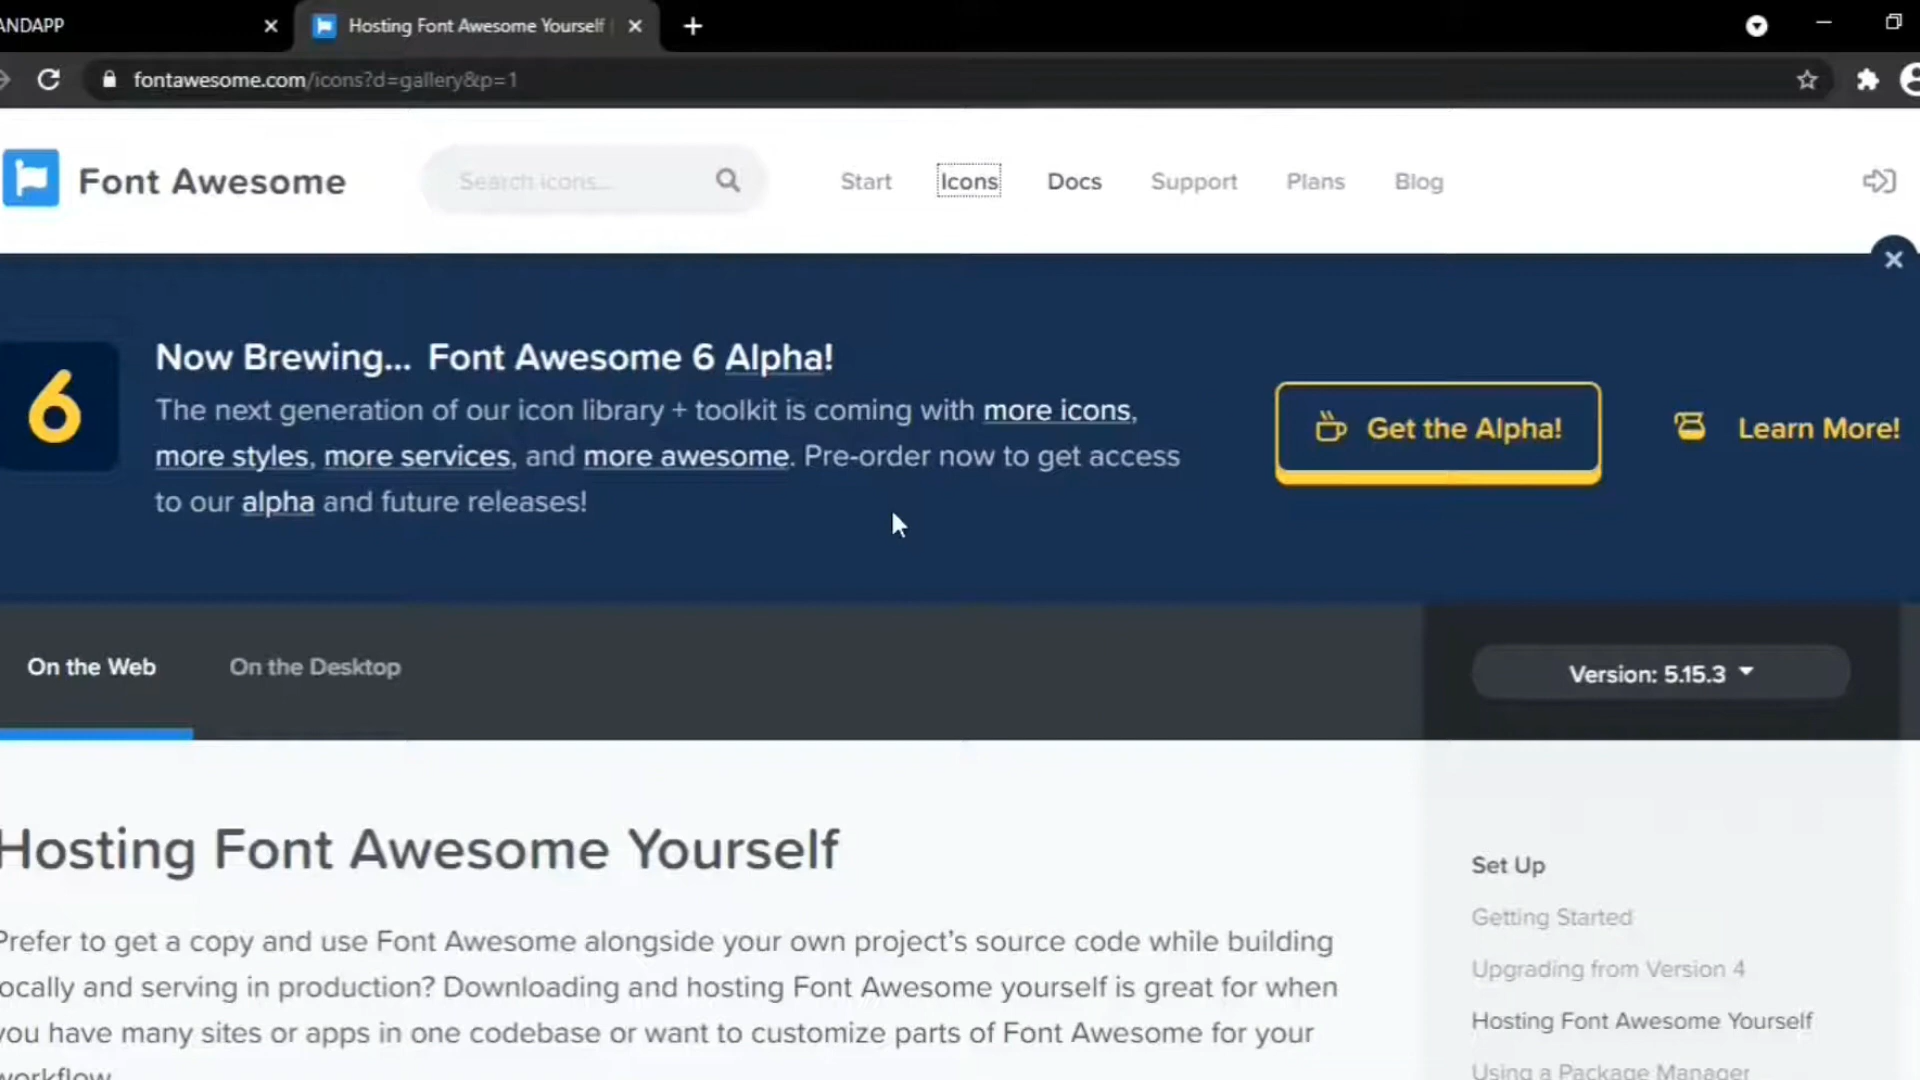 ANDAPP
Hosting Font Awesome Yourself
fontawesome.com/icons?d=gallery&p=1
Font Awesome
Search icons...
Start
Icons
Docs
Support
Plans
Blog
6
Now Brewing... Font Awesome 6 Alpha!
The next generation of our icon library + toolkit is coming with more icons,
more styles, more services, and more awesome. Pre-order now to get access
to our alpha and future releases!
Get the Alpha!
Learn More!
On the Web
On the Desktop
Version: 5.15.3
Hosting Font Awesome Yourself
Prefer to get a copy and use Font Awesome alongside your own project's source code while building
ocally and serving in production? Downloading and hosting Font Awesome yourself is great for when
you have many sites or apps in one codebase or want to customize parts of Font Awesome for your
workflow.
Set Up
Getting Started
Upgrading from Version 4
Hosting Font Awesome Yourself
Using a Package Manager